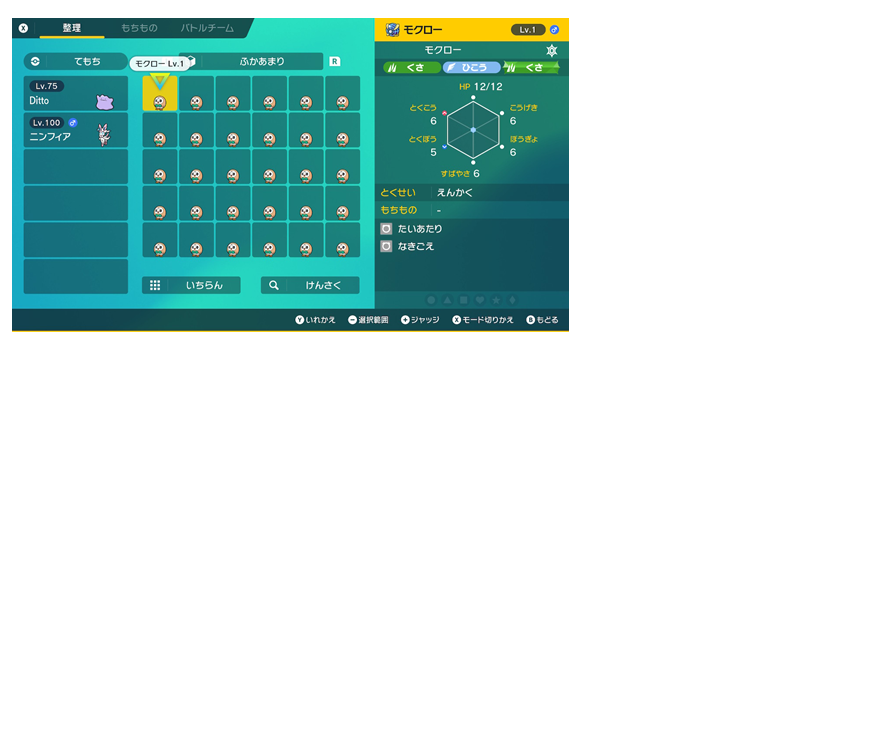 X 整理 もちもの バトルチーム
モクロー Lv.1
てもち
モクロー Lv.1
ふかあまり R
Lv.75
Ditto
Lv.100
ニンフィア
いちらん けんさく
モクロー
くさ ひこう くさ
HP 12/12
とくこう
6
こうげき
6
とくぼう
5
ぼうぎょ
6
すばやさ 6
とくせい えんかく
もちもの -
たいあたり
なきごえ
Y いれかえ - 選択範囲 + ジャッジ X モード切りかえ B もどる